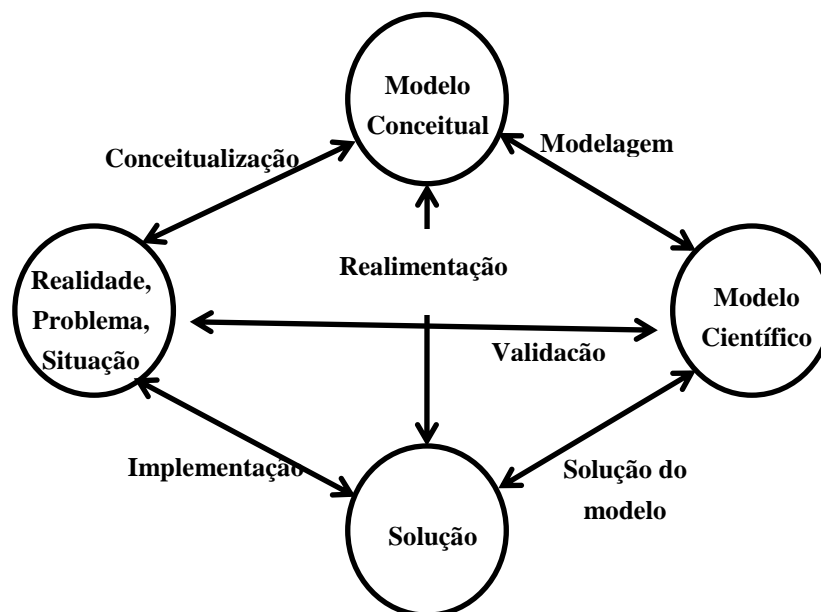 Modelo
Conceitual
Conceitualização
Modelagem
Realimentação
Realidade,
Problema,
Situação
Modelo
Científico
Validacão
Implementação
Solução do
modelo
Solução